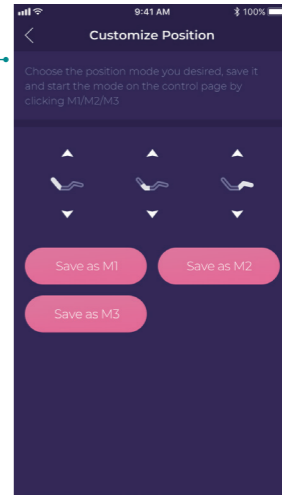 9:41 AM
100%
Customize Position
Choose the position mode you desired, save it
and start the mode on the control page by
clicking M1/M2/M3
Save as M1
Save as M2
Save as M3